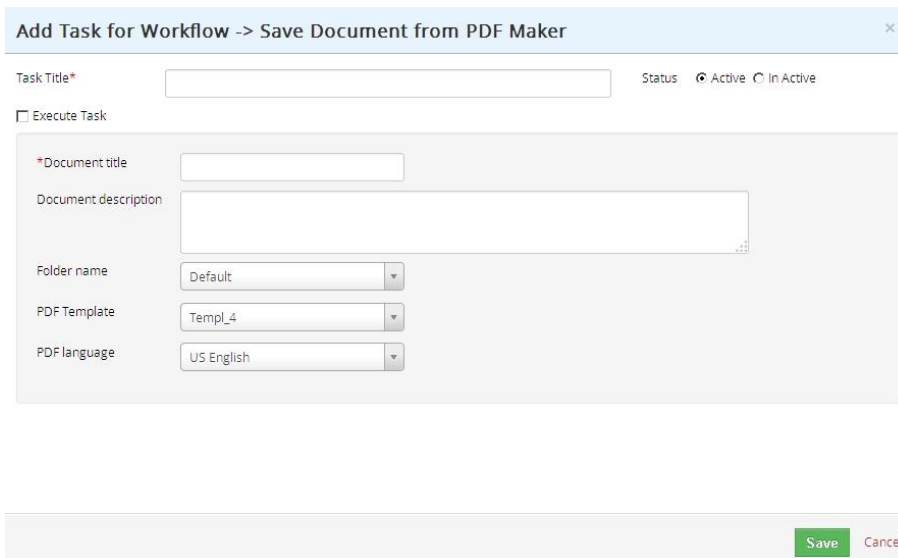 Add Task for Workflow -> Save Document from PDF Maker ×
Task Title* Status Active In Active
Execute Task
*Document title
Document description
Folder name Default
PDF Template Templ_4
PDF language US English
Save Cance